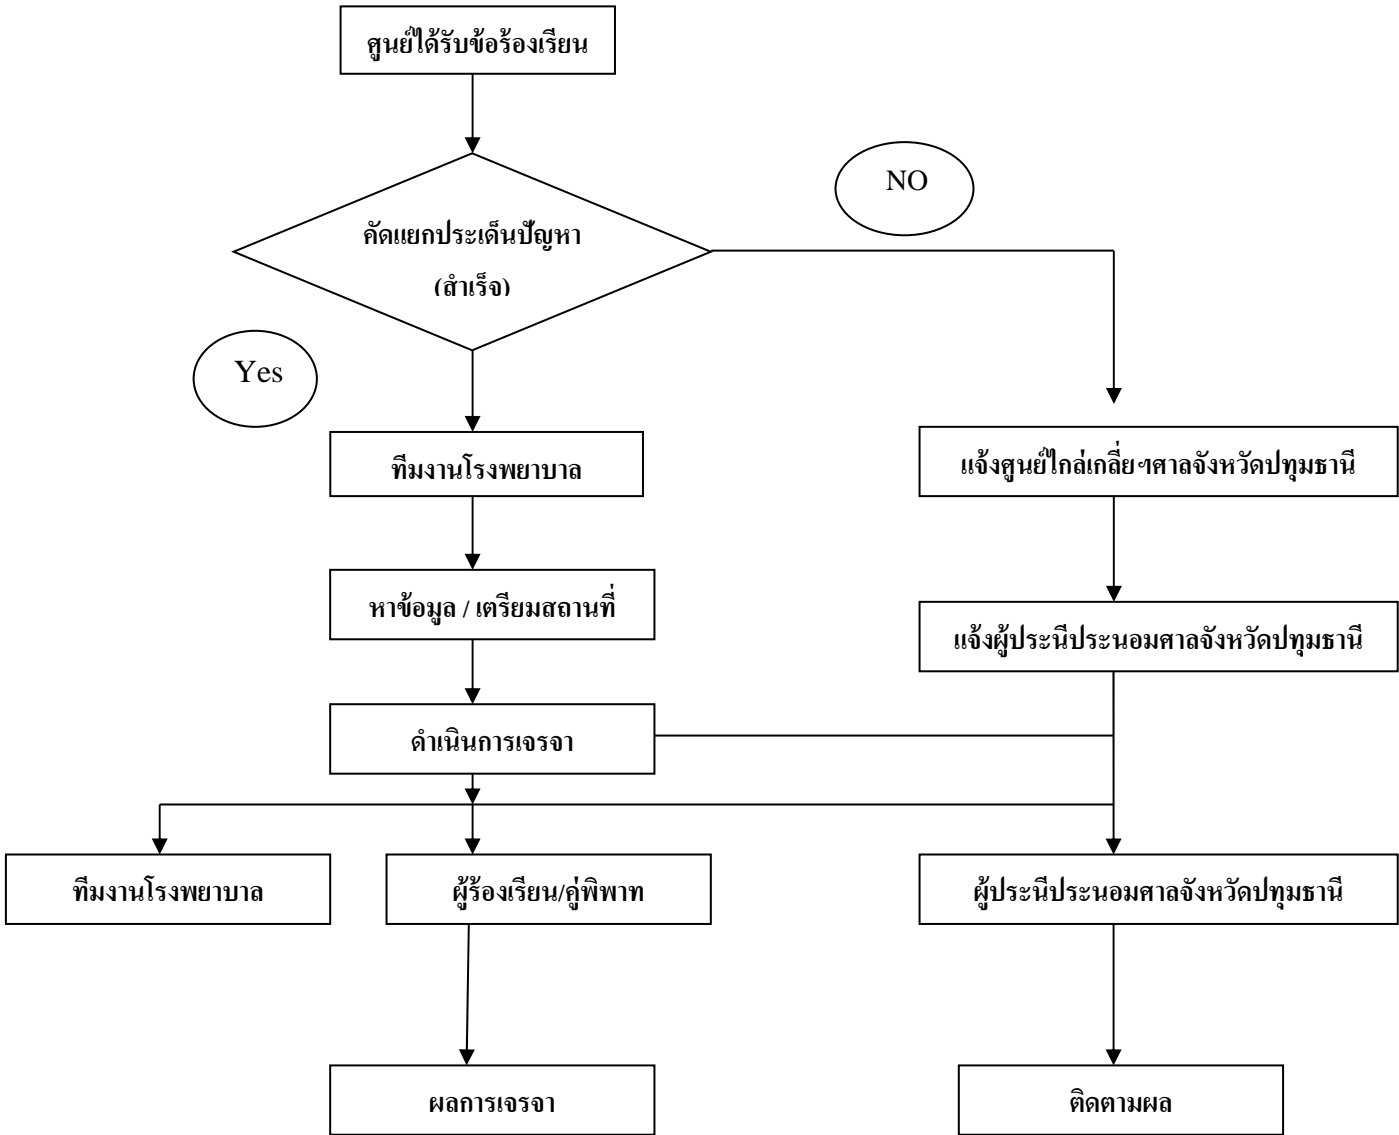 ศูนย์ได้รับข้อร้องเรียน
NO
คัดแยกประเด็นปัญหา
(สำเร็จ)
Yes
ทีมงานโรงพยาบาล
แจ้งศูนย์ไกล่เกลี่ยฯศาลจังหวัดปทุมธานี
หาข้อมูล / เตรียมสถานที่
แจ้งผู้ประนีประนอมศาลจังหวัดปทุมธานี
ดำเนินการเจรจา
ทีมงานโรงพยาบาล
ผู้ร้องเรียน/คู่พิพาท
ผู้ประนีประนอมศาลจังหวัดปทุมธานี
ผลการเจรจา
ติดตามผล